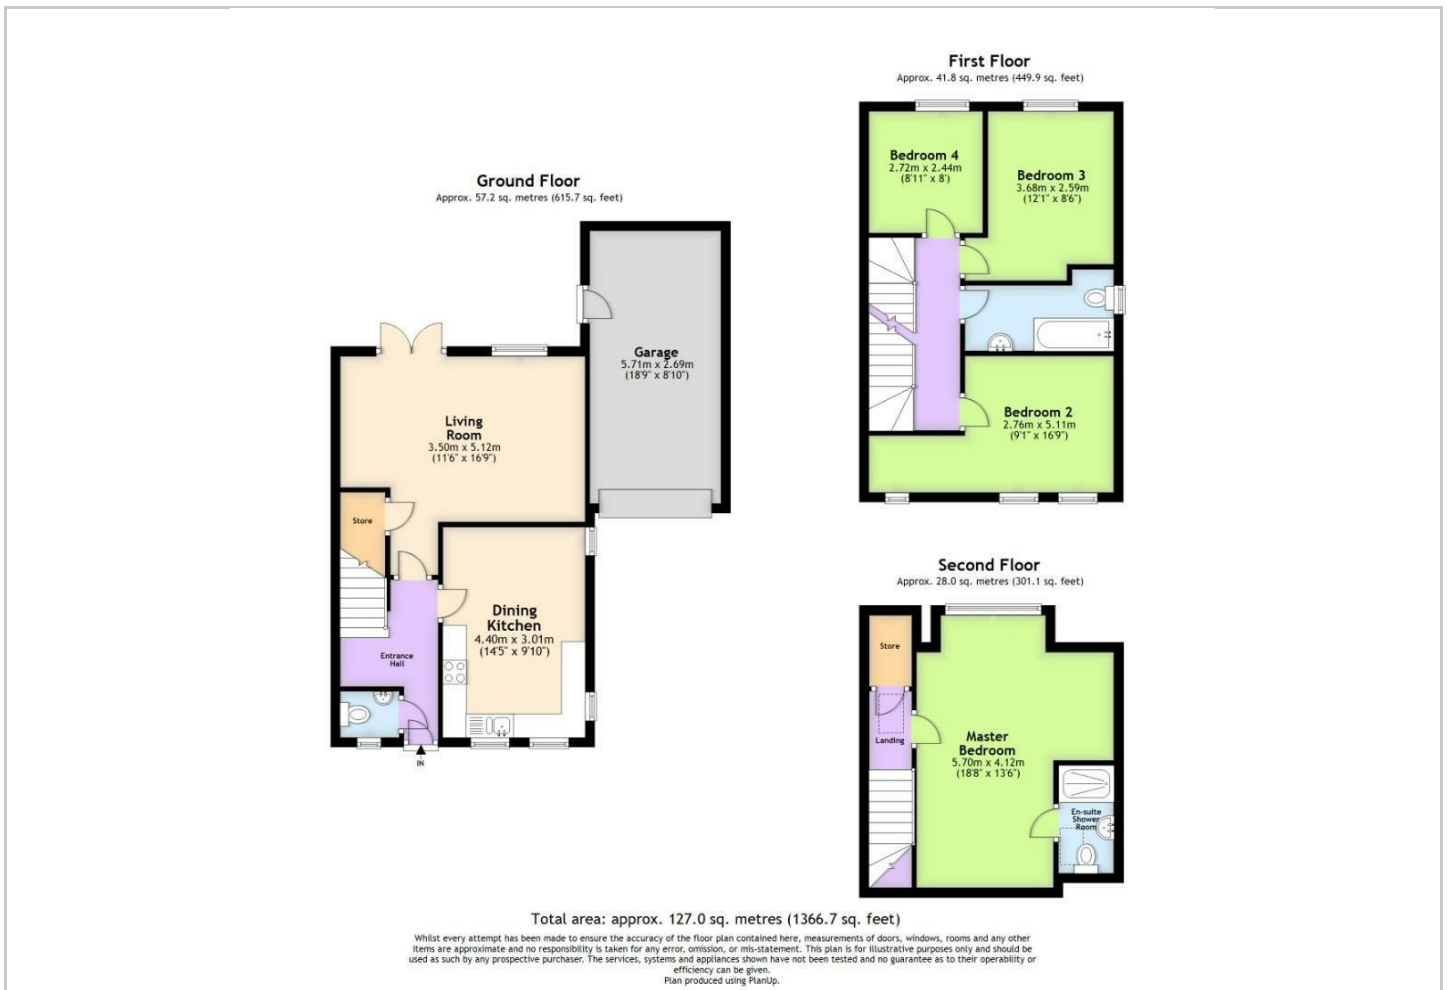 Ground Floor
Approx. 57.2 sq. metres (615.7 sq. feet)
Garage
5.71m x 2.69m
(18'9" x 8'10")
Living
Room
3.50m x 5.12m
(11'6" x 16'9")
Store
Dining
Kitchen
4.40m x 3.01m
(14'5" x 9'10")
Entrance
Hall
IN
First Floor
Approx. 41.8 sq. metres (449.9 sq. feet)
Bedroom 4
2.72m x 2.44m
(8'11" x 8')
Bedroom 3
3.68m x 2.59m
(12'1" x 8'6")
Bedroom 2
2.76m x 5.11m
(9'1" x 16'9")
Second Floor
Approx. 28.0 sq. metres (301.1 sq. feet)
Store
Landing
Master
Bedroom
5.70m x 4.12m
(18'8" x 13'6")
En-suite
Shower
Room
Total area: approx. 127.0 sq. metres (1366.7 sq. feet)
Whilst every attempt has been made to ensure the accuracy of the floor plan contained here, measurements of doors, windows, rooms and any other
items are approximate and no responsibility is taken for any error, omission, or mis-statement. This plan is for illustrative purposes only and should be
used as such by any prospective purchaser. The services, systems and appliances shown have not been tested and no guarantee as to their operability or
efficiency can be given.
Plan produced using PlanUp.